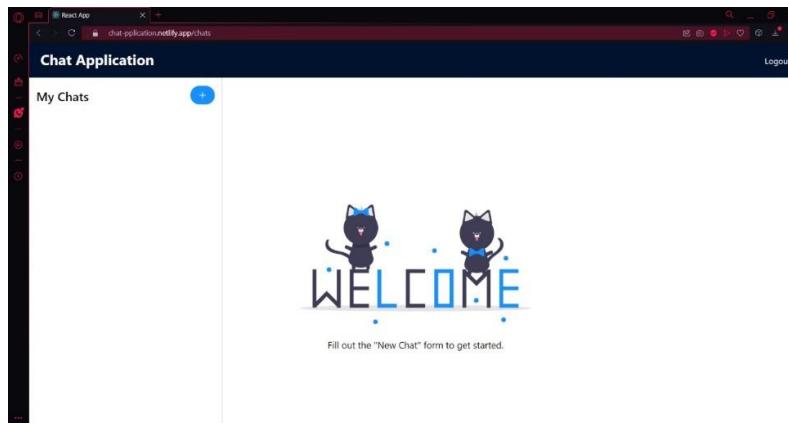 React App
chat-pplication.netlify.app/chats
Chat Application
Logou
My Chats
WELCOME
Fill out the "New Chat" form to get started.